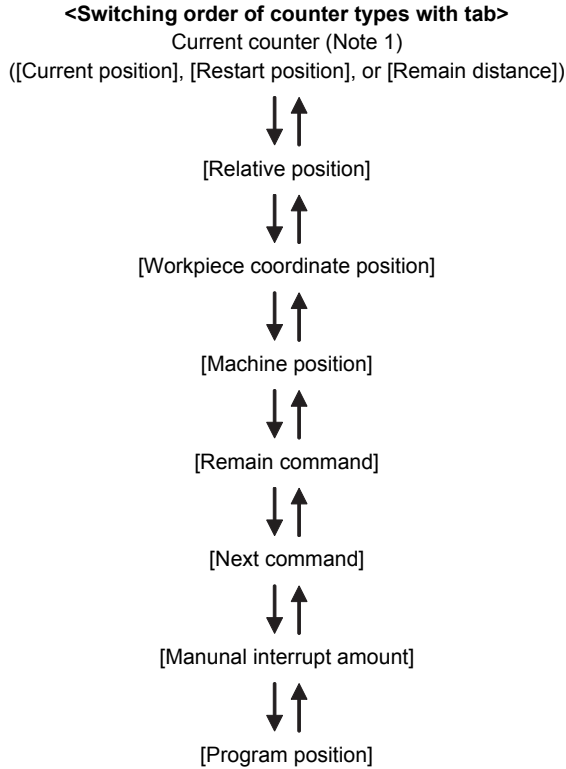 <Switching order of counter types with tab>
Current counter (Note 1)
([Current position], [Restart position], or [Remain distance])
[Relative position]
[Workpiece coordinate position]
[Machine position]
[Remain command]
[Next command]
[Manunal interrupt amount]
[Program position]